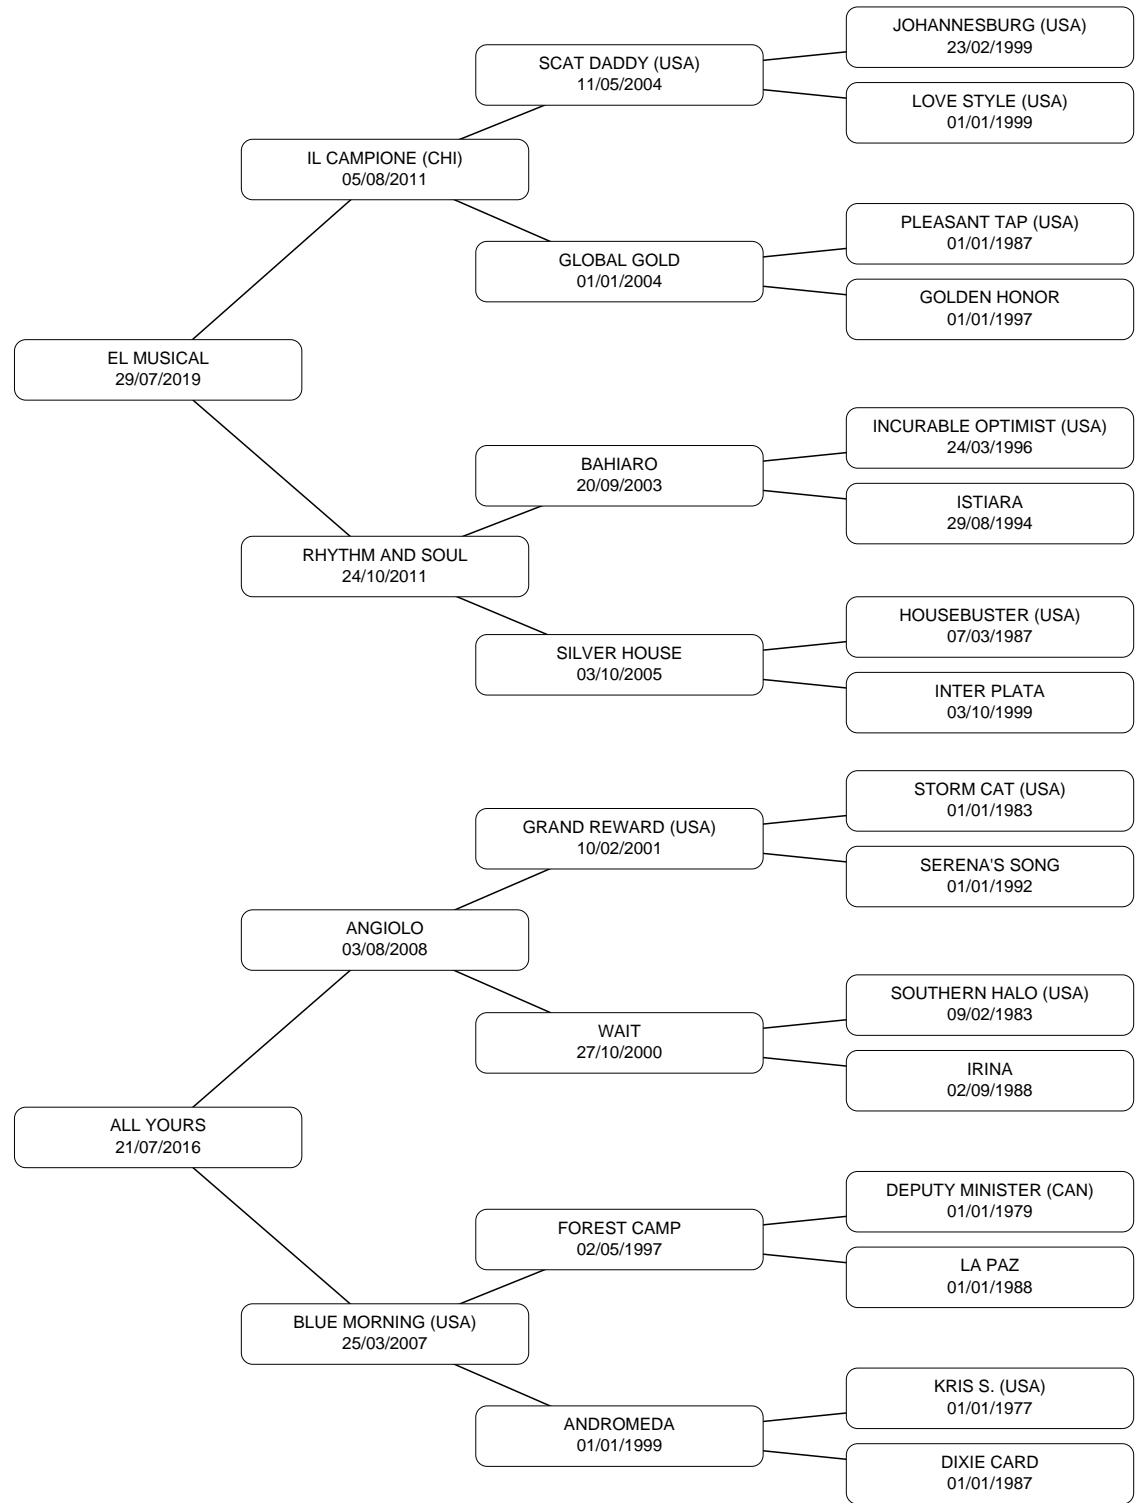 JOHANNESBURG (USA)
23/02/1999
SCAT DADDY (USA)
11/05/2004
LOVE STYLE (USA)
01/01/1999
IL CAMPIONE (CHI)
05/08/2011
PLEASANT TAP (USA)
01/01/1987
GLOBAL GOLD
01/01/2004
GOLDEN HONOR
01/01/1997
EL MUSICAL
29/07/2019
INCURABLE OPTIMIST (USA)
24/03/1996
BAHIARO
20/09/2003
ISTIARA
29/08/1994
RHYTHM AND SOUL
24/10/2011
HOUSEBUSTER (USA)
07/03/1987
SILVER HOUSE
03/10/2005
INTER PLATA
03/10/1999
STORM CAT (USA)
01/01/1983
GRAND REWARD (USA)
10/02/2001
SERENA'S SONG
01/01/1992
ANGIOLO
03/08/2008
SOUTHERN HALO (USA)
09/02/1983
WAIT
27/10/2000
IRINA
02/09/1988
ALL YOURS
21/07/2016
DEPUTY MINISTER (CAN)
01/01/1979
FOREST CAMP
02/05/1997
LA PAZ
01/01/1988
BLUE MORNING (USA)
25/03/2007
KRIS S. (USA)
01/01/1977
ANDROMEDA
01/01/1999
DIXIE CARD
01/01/1987